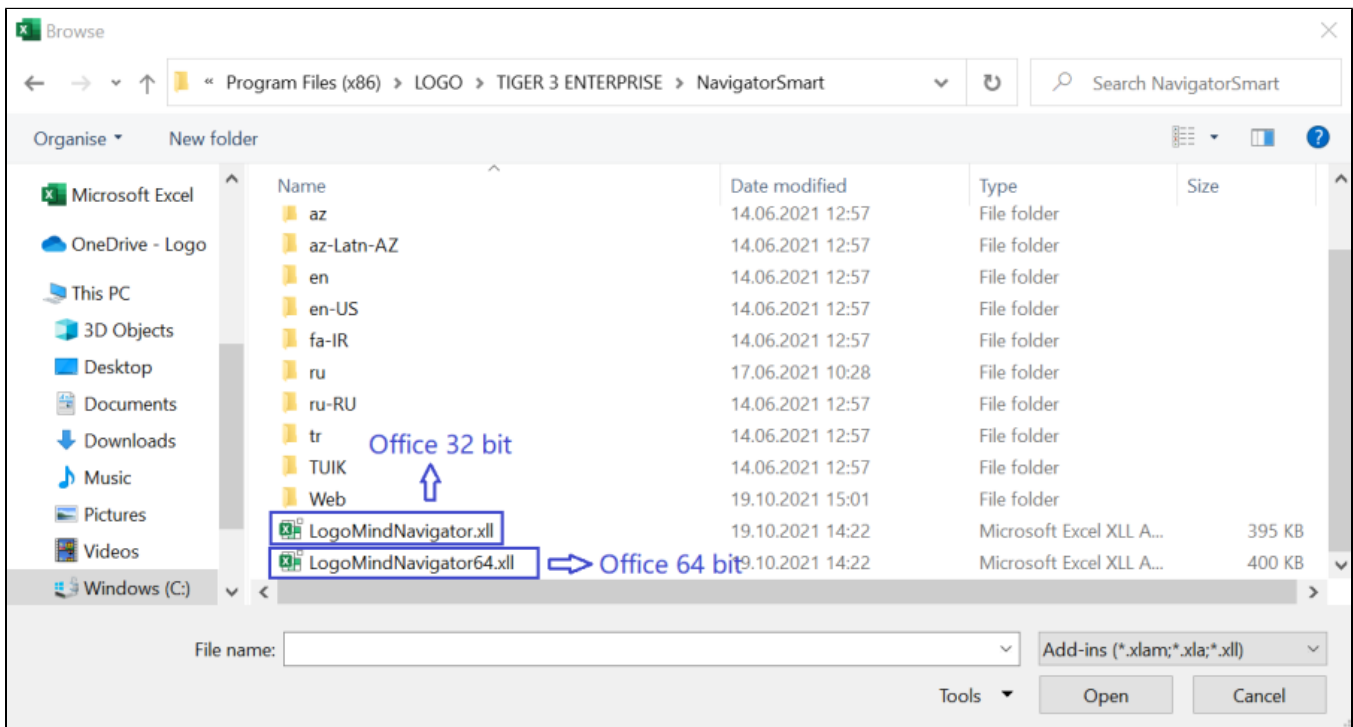 Browse
« Program Files (x86) > LOGO > TIGER 3 ENTERPRISE > NavigatorSmart
Search NavigatorSmart
Organise
New folder
?
Name Date modified Type Size
Microsoft Excel
OneDrive - Logo
This PC
3D Objects
Desktop
Documents
Downloads
Music
Pictures
Videos
Windows (C:)
az 14.06.2021 12:57 File folder
az-Latn-AZ 14.06.2021 12:57 File folder
en 14.06.2021 12:57 File folder
en-US 14.06.2021 12:57 File folder
fa-IR 14.06.2021 12:57 File folder
ru 17.06.2021 10:28 File folder
ru-RU 14.06.2021 12:57 File folder
tr 14.06.2021 12:57 File folder
Office 32 bit
TUIK 14.06.2021 12:57 File folder
Web 19.10.2021 15:01 File folder
LogoMindNavigator.xll 19.10.2021 14:22 Microsoft Excel XLL A... 395 KB
LogoMindNavigator64.xll Office 64 bit 9.10.2021 14:22 Microsoft Excel XLL A... 400 KB
File name:
Add-ins (*.xlam;*.xla;*.xll)
Tools
Open
Cancel